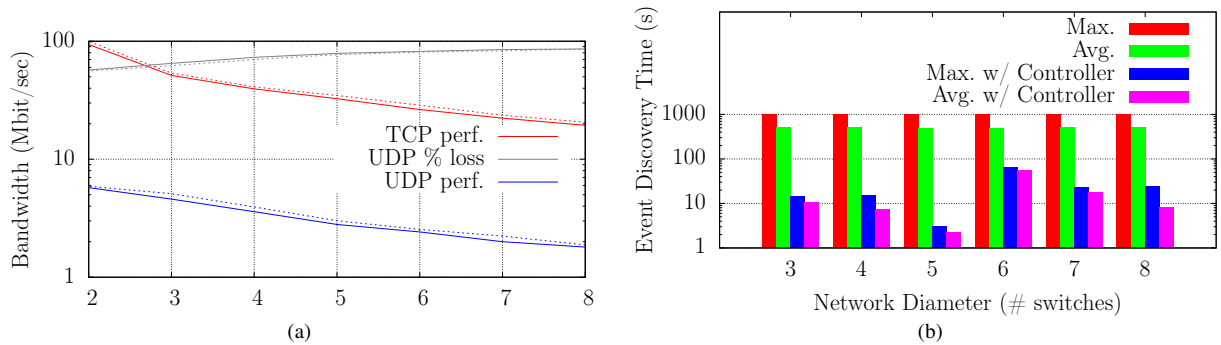 Bandwidth (Mbit/sec)
100
10
1
2 3 4 5 6 7 8
TCP perf.
UDP % loss
UDP perf.
(a)
Event Discovery Time (s)
1000
100
10
1
3 4 5 6 7 8
Max.
Avg.
Max. w/ Controller
Avg. w/ Controller
Network Diameter (# switches)
(b)